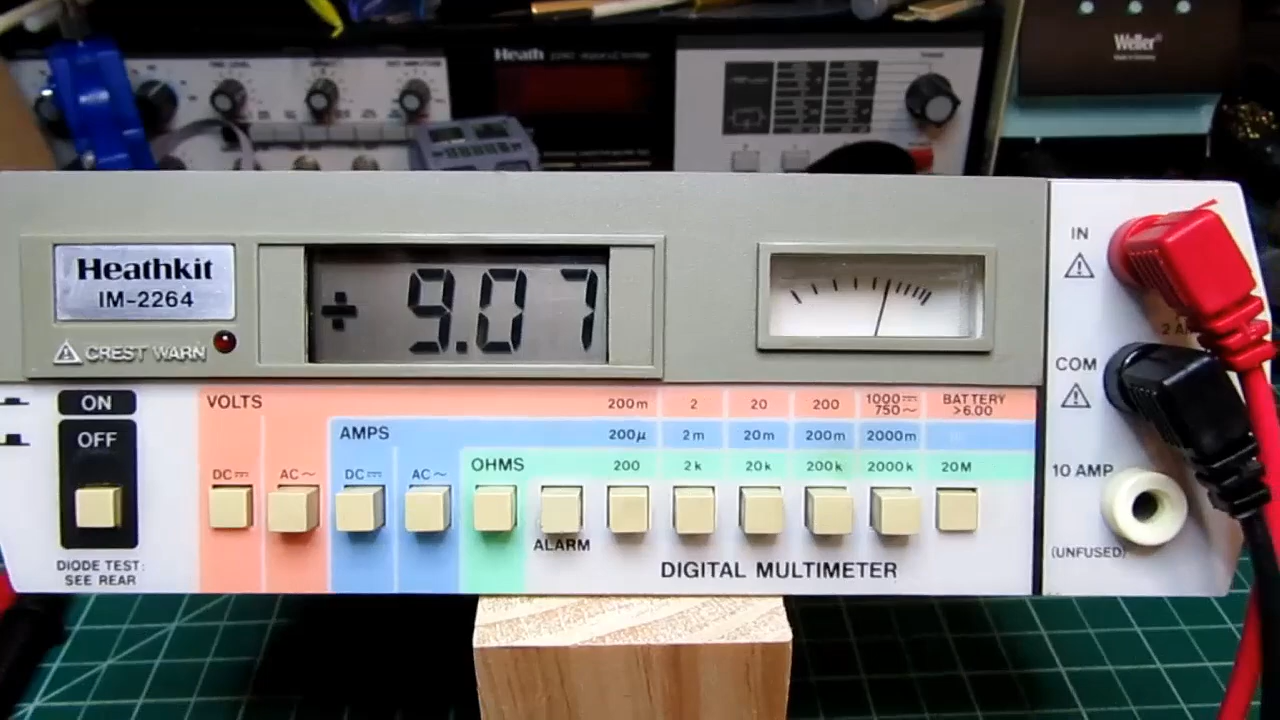 Heath
Weller
Heathkit
IM-2264
⚠ CREST WARN
+ 9.07
IN
⚠
COM
⚠
10 AMP
(UNFUSED)
ON
OFF
DIODE TEST:
SEE REAR
VOLTS 200m 2 20 200 1000⎓ BATTERY
750~ >6.00
AMPS 200µ 2m 20m 200m 2000m
OHMS 200 2k 20k 200k 2000k 20M
DC⎓ AC~ DC⎓ AC~
ALARM
DIGITAL MULTIMETER